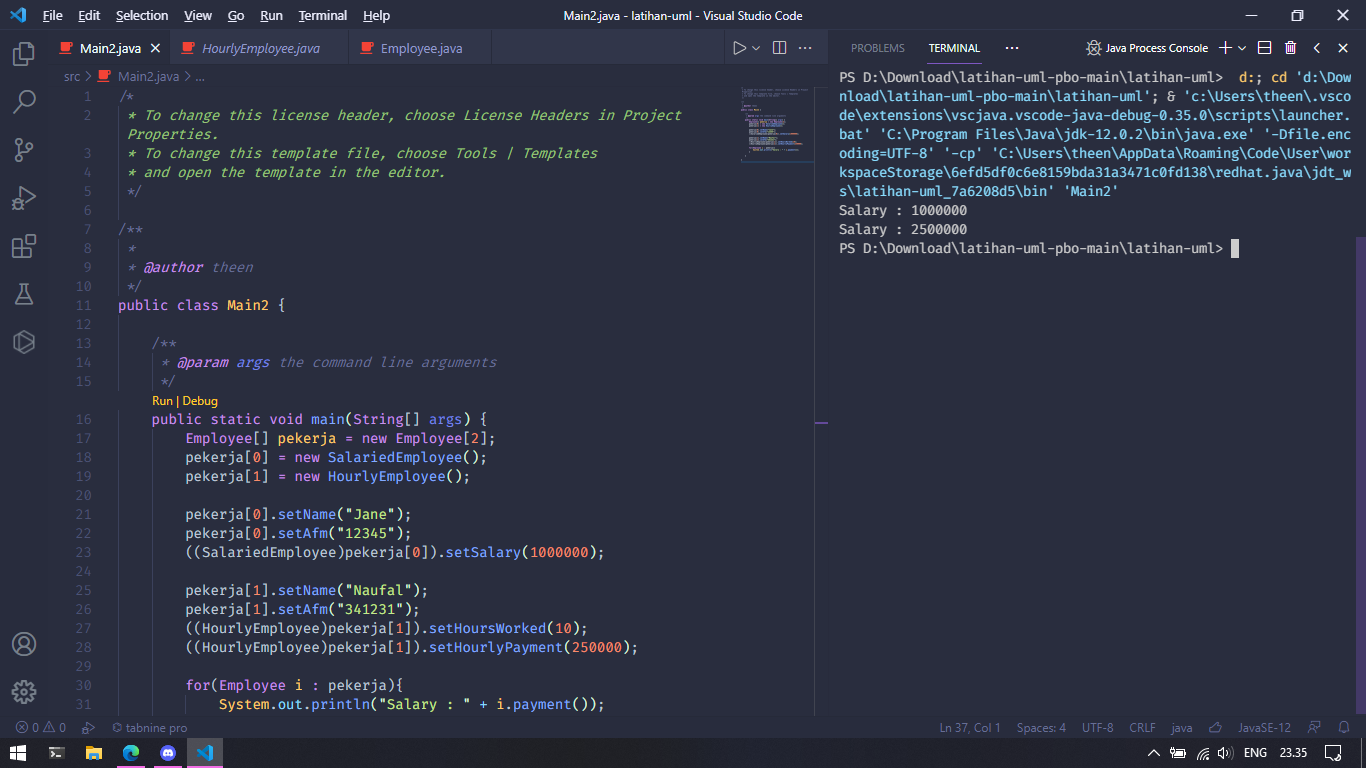 File Edit Selection View Go Run Terminal Help
Main2.java - latihan-uml - Visual Studio Code
Main2.java HourlyEmployee.java Employee.java
src > Main2.java > ...
1 /*
2 * To change this license header, choose License Headers in Project
Properties.
3 * To change this template file, choose Tools | Templates
4 * and open the template in the editor.
5 */
6
7 /**
8 *
9 * @author theen
10 */
11 public class Main2 {
12
13 /**
14 * @param args the command line arguments
15 */
Run | Debug
16 public static void main(String[] args) {
17 Employee[] pekerja = new Employee[2];
18 pekerja[0] = new SalariedEmployee();
19 pekerja[1] = new HourlyEmployee();
20
21 pekerja[0].setName("Jane");
22 pekerja[0].setAfm("12345");
23 ((SalariedEmployee)pekerja[0]).setSalary(1000000);
24
25 pekerja[1].setName("Naufal");
26 pekerja[1].setAfm("341231");
27 ((HourlyEmployee)pekerja[1]).setHoursWorked(10);
28 ((HourlyEmployee)pekerja[1]).setHourlyPayment(250000);
29
30 for(Employee i : pekerja){
31 System.out.println("Salary : " + i.payment());
PROBLEMS TERMINAL ... Java Process Console
PS D:\Download\latihan-uml-pbo-main\latihan-uml> d:; cd 'd:\Dow
nload\latihan-uml-pbo-main\latihan-uml'; & 'c:\Users\theen\.vsco
de\extensions\vscjava.vscode-java-debug-0.35.0\scripts\launcher.
bat' 'C:\Program Files\Java\jdk-12.0.2\bin\java.exe' '-Dfile.enc
oding=UTF-8' '-cp' 'C:\Users\theen\AppData\Roaming\Code\User\wor
kspaceStorage\6efd5df0c6e8159bda31a3471c0fd138\redhat.java\jdt_w
s\latihan-uml_7a6208d5\bin' 'Main2'
Salary : 1000000
Salary : 2500000
PS D:\Download\latihan-uml-pbo-main\latihan-uml>
0 0 tabnine pro
Ln 37, Col 1 Spaces: 4 UTF-8 CRLF java JavaSE-12
ENG 23.35